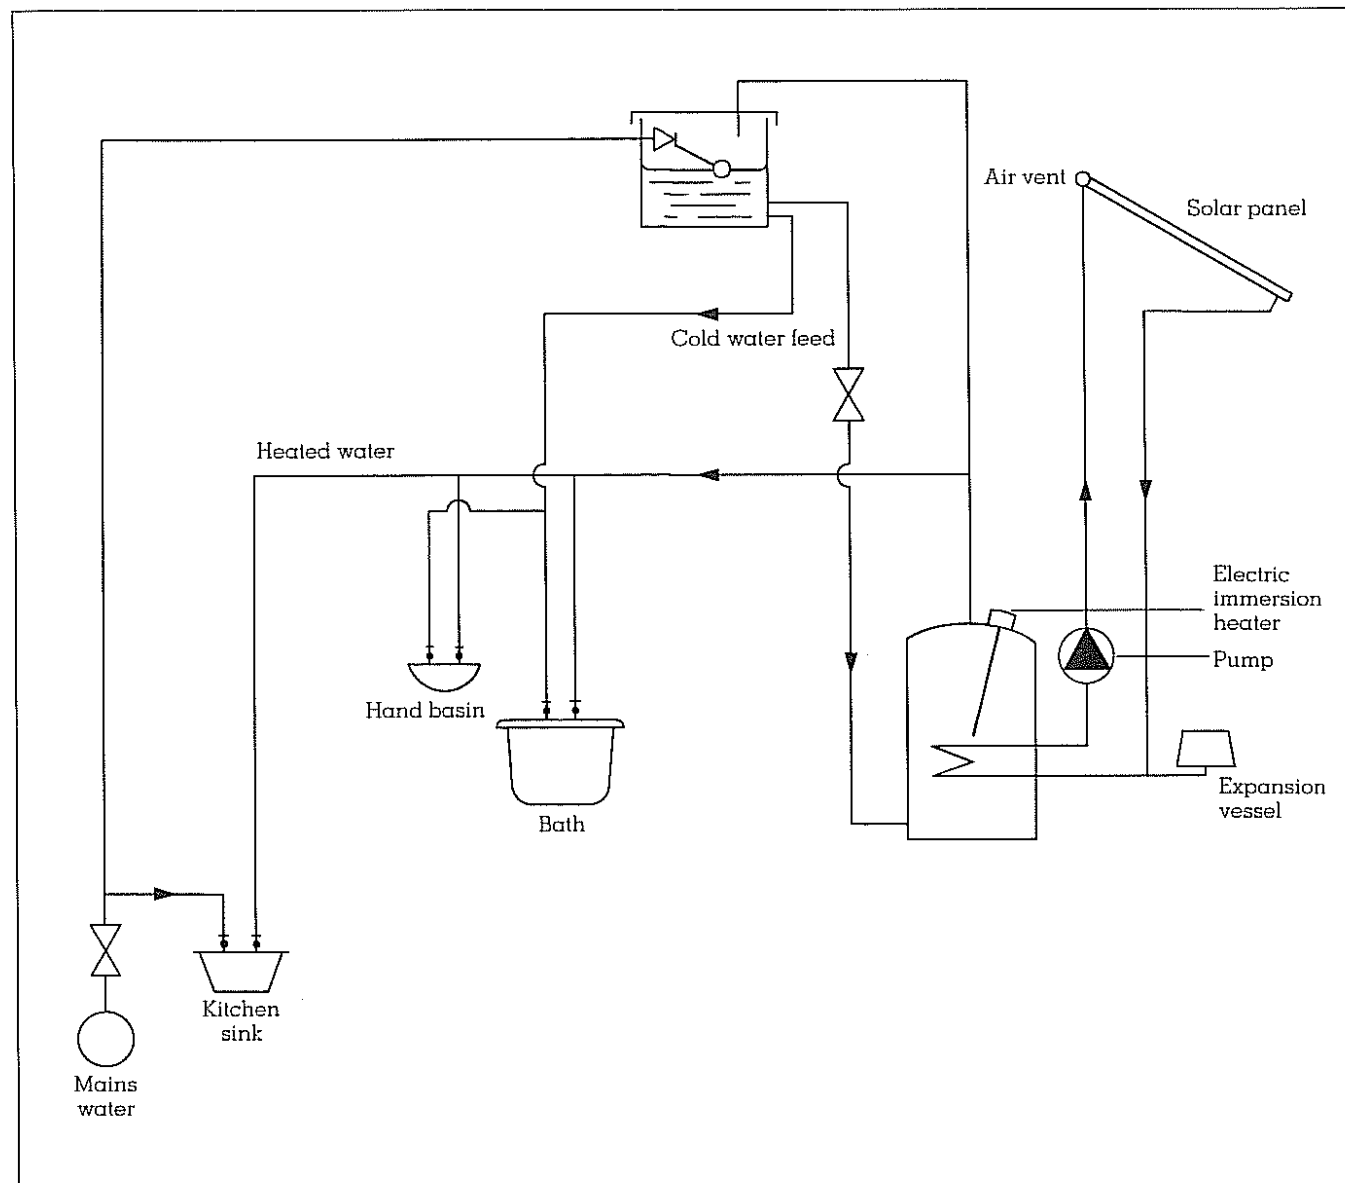 Air vent
Solar panel
Cold water feed
Heated water
Electric
immersion
heater
Pump
Hand basin
Expansion
vessel
Bath
Kitchen
sink
Mains
water